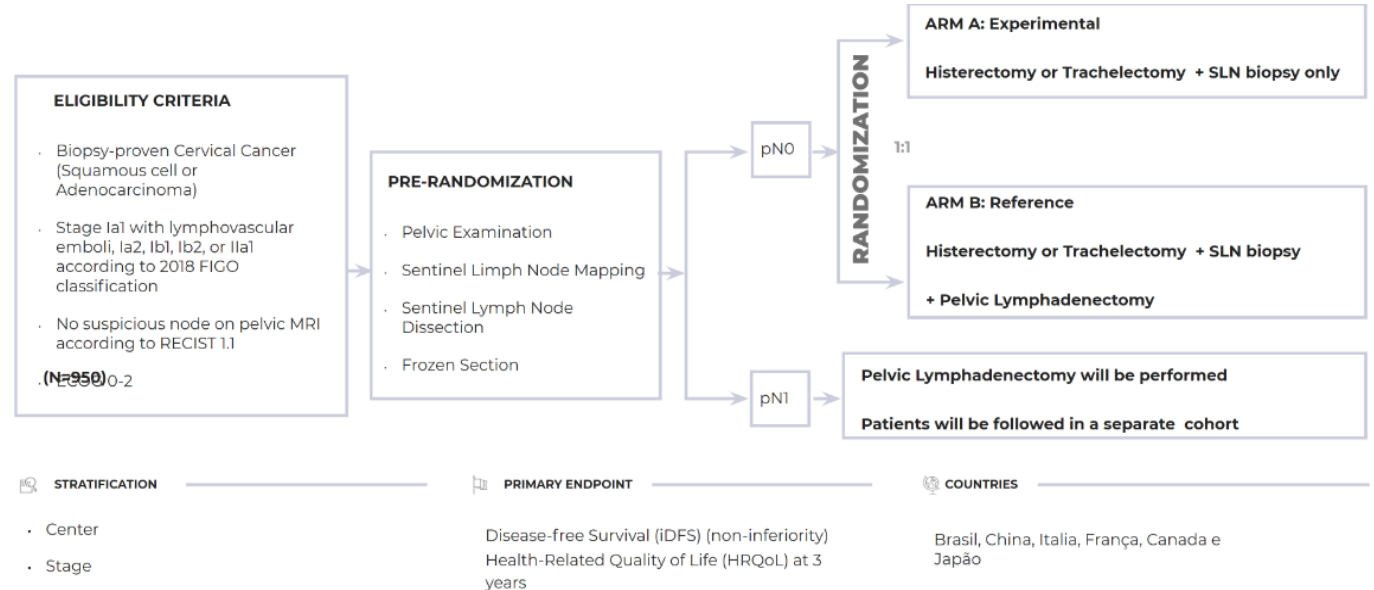 ELIGIBILITY CRITERIA
· Biopsy-proven Cervical Cancer
(Squamous cell or
Adenocarcinoma)
· Stage Ia1 with lymphovascular
emboli, Ia2, Ib1, Ib2, or IIa1
according to 2018 FIGO
classification
· No suspicious node on pelvic MRI
according to RECIST 1.1
(N=950)
· ECOG 0-2
PRE-RANDOMIZATION
· Pelvic Examination
· Sentinel Limph Node Mapping
· Sentinel Lymph Node
Dissection
· Frozen Section
pN0
RANDOMIZATION
1:1
ARM A: Experimental
Histerectomy or Trachelectomy + SLN biopsy only
ARM B: Reference
Histerectomy or Trachelectomy + SLN biopsy
+ Pelvic Lymphadenectomy
pN1
Pelvic Lymphadenectomy will be performed
Patients will be followed in a separate cohort
STRATIFICATION
· Center
· Stage
PRIMARY ENDPOINT
Disease-free Survival (iDFS) (non-inferiority)
Health-Related Quality of Life (HRQoL) at 3
years
COUNTRIES
Brasil, China, Italia, França, Canada e
Japão